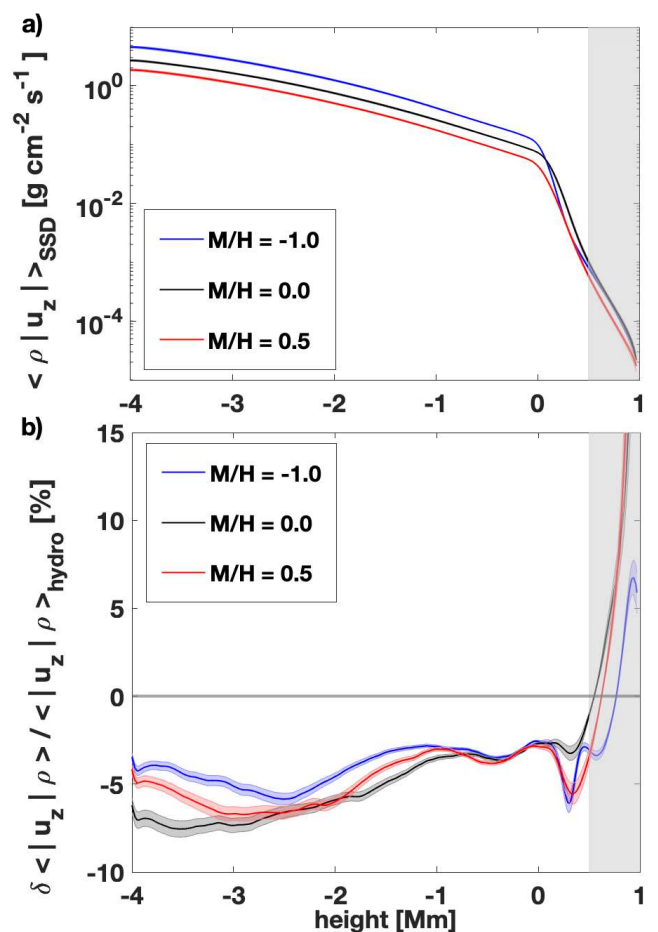 a)
< ρ | u_z | >_SSD [g cm^-2 s^-1]
10^0
10^-2
10^-4
M/H = -1.0
M/H = 0.0
M/H = 0.5
-4 -3 -2 -1 0 1
b)
δ < | u_z | ρ > / < | u_z | ρ >_hydro [%]
15
10
5
0
-5
-10
M/H = -1.0
M/H = 0.0
M/H = 0.5
-4 -3 -2 -1 0 1
height [Mm]